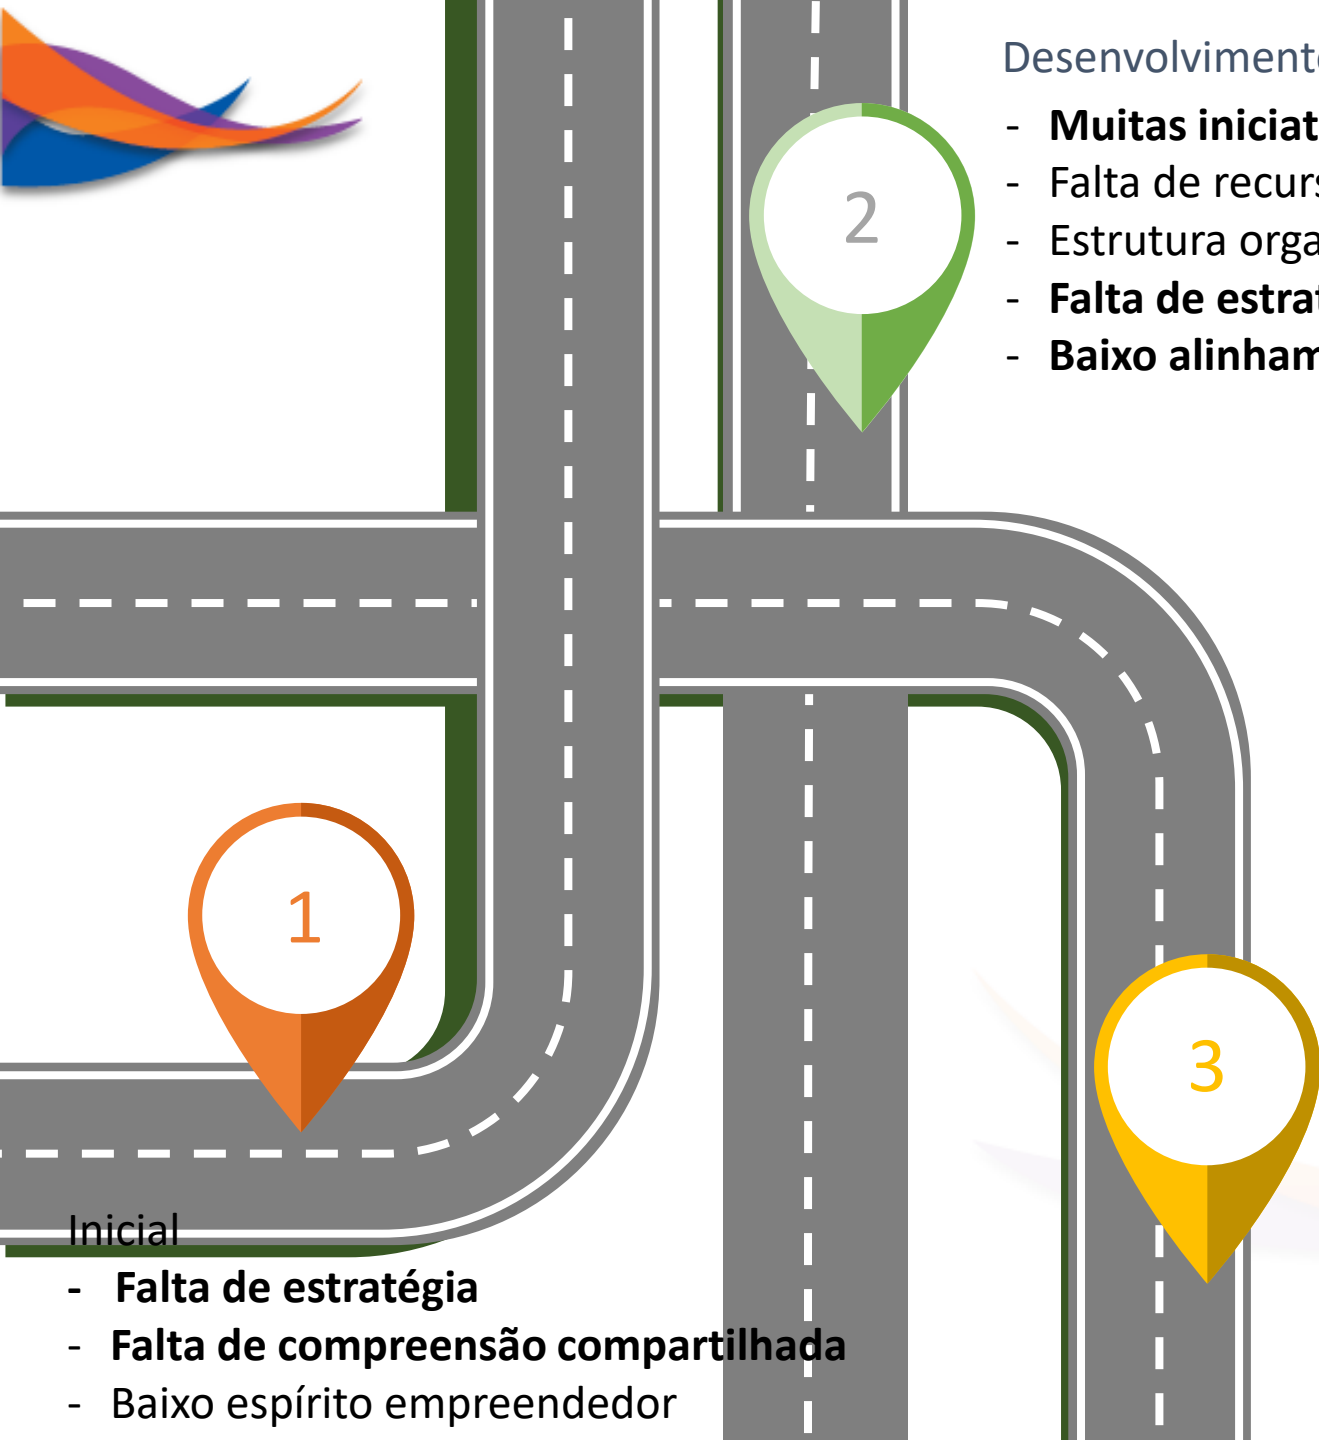 Desenvolvimento
- Muitas
- Falta de
- Estrutura
2
- Falta de
- Baixo
1
3
Inicial
- Falta de estratégia
- Falta de compreensão compartilhada
- Baixo espírito empreendedor